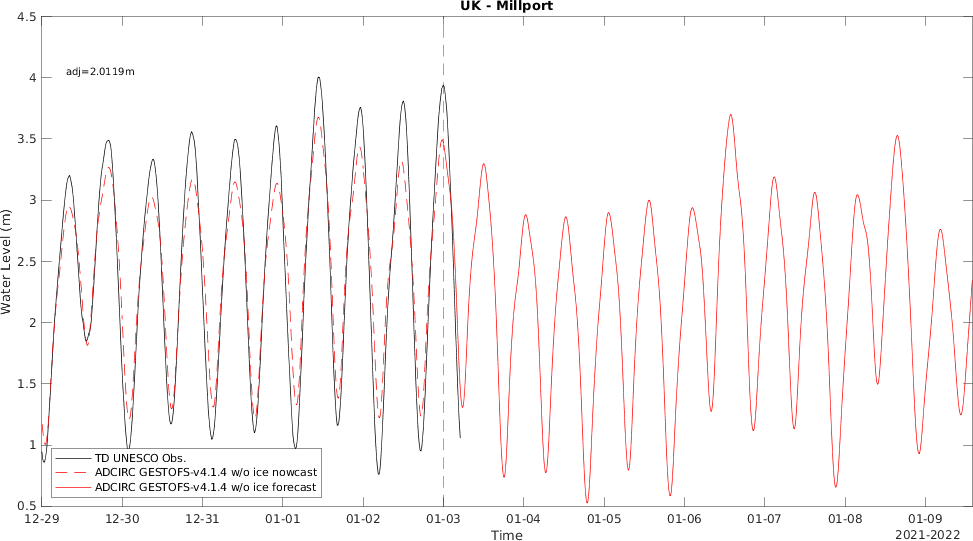 UK - Millport
4.5
4
3.5
3
2.5
2
1.5
1
0.5
Water Level (m)
adj=2.0119m
TD UNESCO Obs.
ADCIRC GESTOFS-v4.1.4 w/o ice nowcast
ADCIRC GESTOFS-v4.1.4 w/o ice forecast
12-29 12-30 12-31 01-01 01-02 01-03 01-04 01-05 01-06 01-07 01-08 01-09
Time
2021-2022